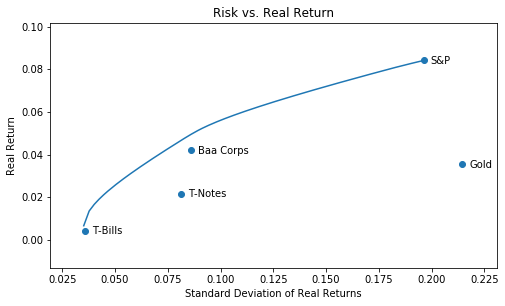 Risk vs. Real Return
0.10
0.08
0.06
0.04
0.02
0.00
Real Return
S&P
Baa Corps
Gold
T-Notes
T-Bills
0.025 0.050 0.075 0.100 0.125 0.150 0.175 0.200 0.225
Standard Deviation of Real Returns